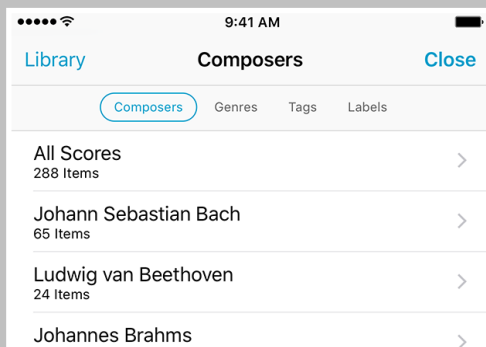 9:41 AM
Library Composers Close
Composers Genres Tags Labels
All Scores
288 Items
Johann Sebastian Bach
65 Items
Ludwig van Beethoven
24 Items
Johannes Brahms